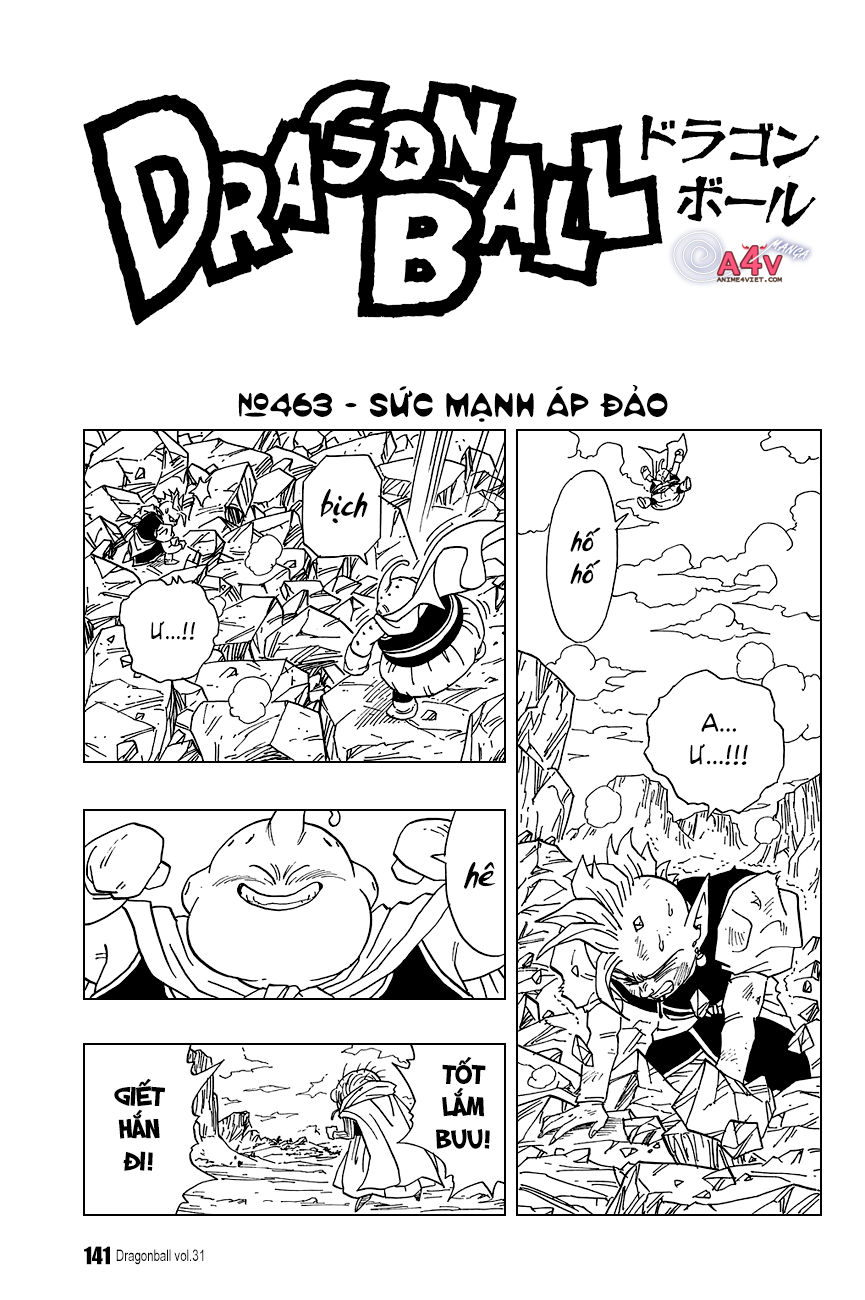 DRAGON
BALL
ドラゴン
ボール
A4V
MANGA
ANIME4VIET.COM
№463 - SỨC MẠNH ÁP ĐẢO
hố
hố
A...
Ư...!!!
bịch
Ư...!!
hê
TỐT
LẮM
BUU!
GIẾT
HẮN
ĐI!
141 Dragonball vol.31